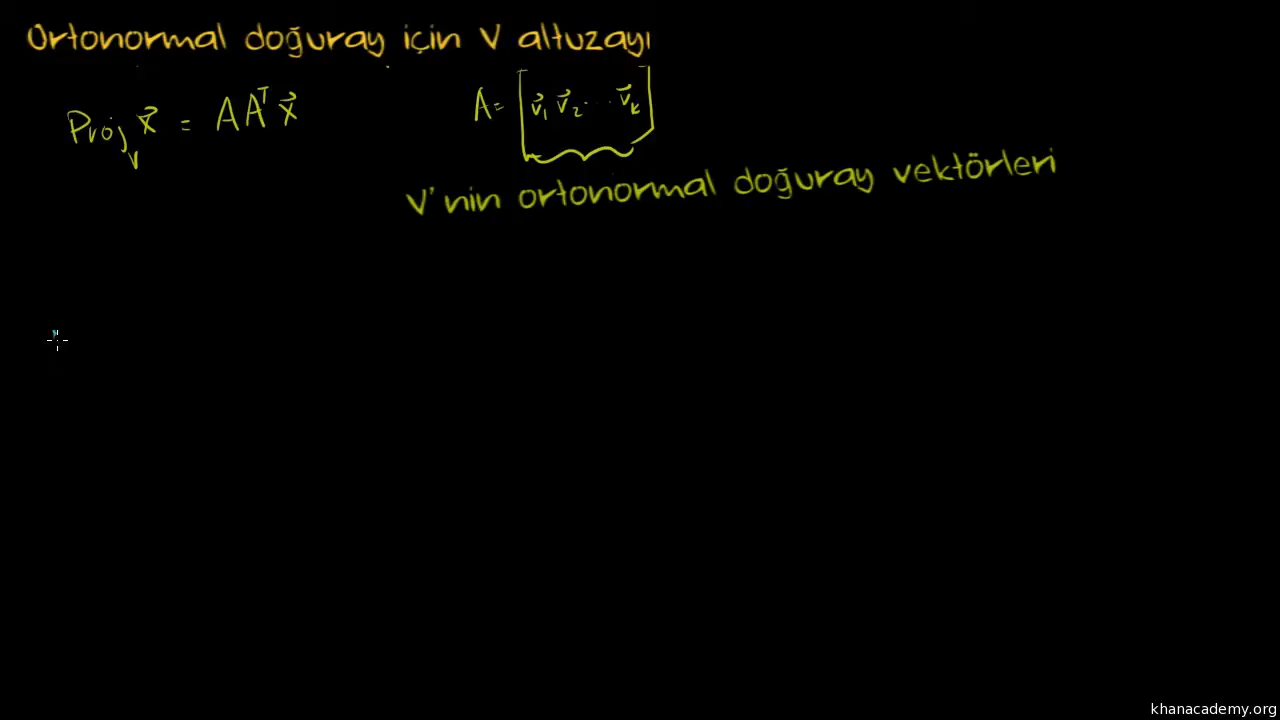 Ortonormal doğuray için V altuzayı
Proj_V x⃗ = AAᵀx⃗
A= [v⃗₁ v⃗₂ ... v⃗ₖ]
V'nin ortonormal doğuray vektörleri
khanacademy.org